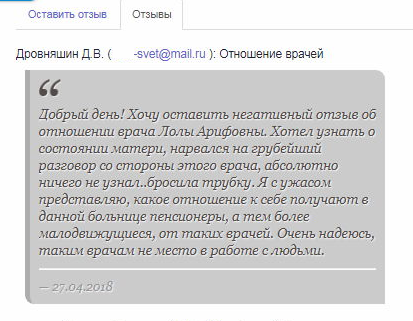 Оставить отзыв Отзывы
Дровняшин Д.В. ( -svet@mail.ru ): Отношение врачей
“
Добрый день! Хочу оставить негативный отзыв об
отношении врача Лолы Арифовны. Хотел узнать о
состоянии матери, нарвался на грубейший
разговор со стороны этого врача, абсолютно
ничего не узнал..бросила трубку. Я с ужасом
представляю, какое отношение к себе получают в
данной больнице пенсионеры, а тем более
малодвижущиеся, от таких врачей. Очень надеюсь,
таким врачам не место в работе с людьми.
— 27.04.2018